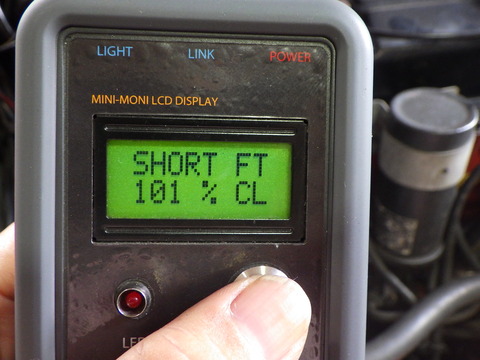 LIGHT LINK POWER
MINI-MONI LCD DISPLAY
SHORT FT
101 % CL